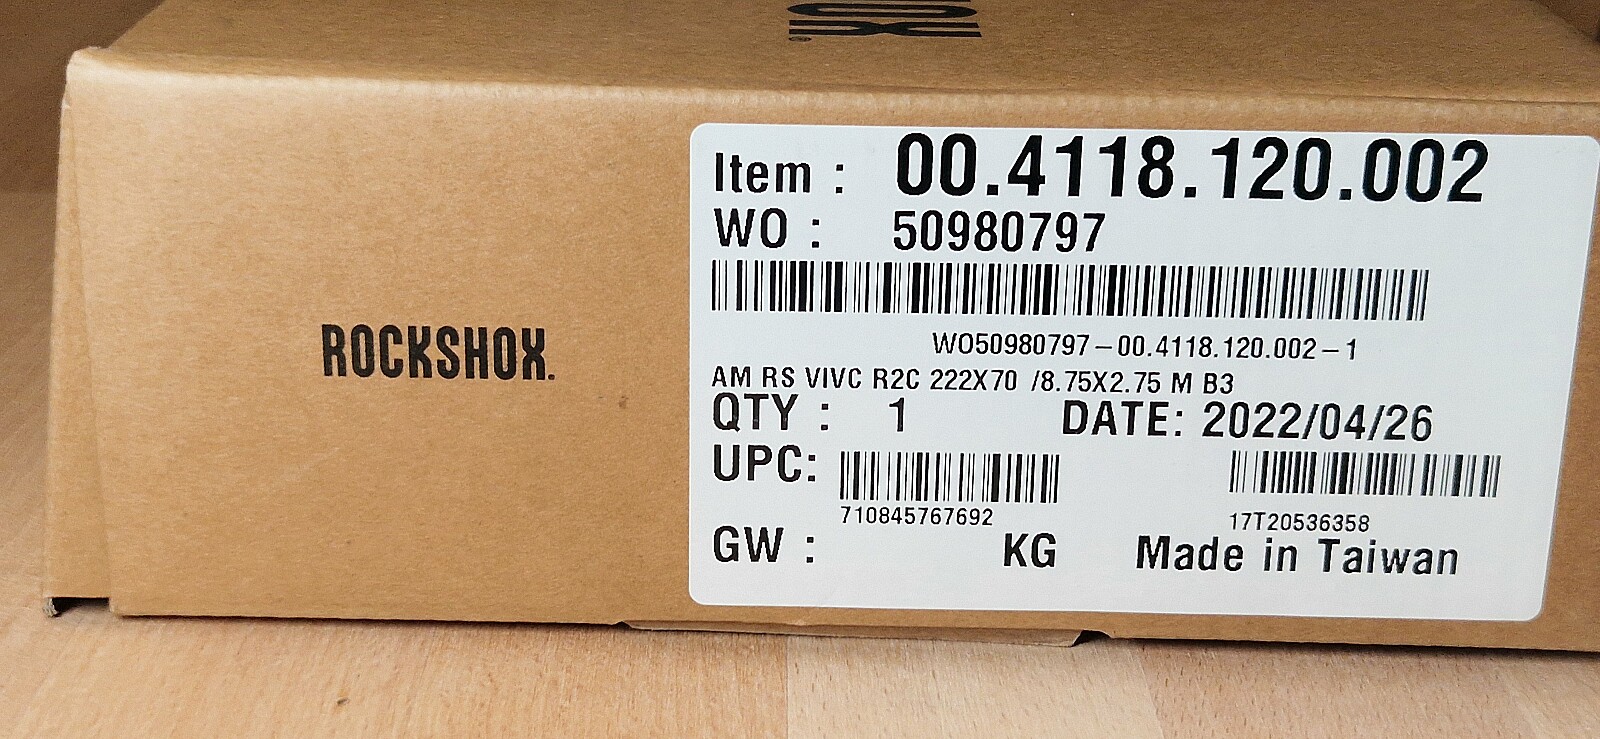 ROCKSHOX.
Item : 00.4118.120.002
WO : 50980797
WO50980797-00.4118.120.002-1
AM RS VIVC R2C 222X70 /8.75X2.75 M B3
QTY : 1 DATE: 2022/04/26
UPC:
710845767692 17T20536358
GW : KG Made in Taiwan